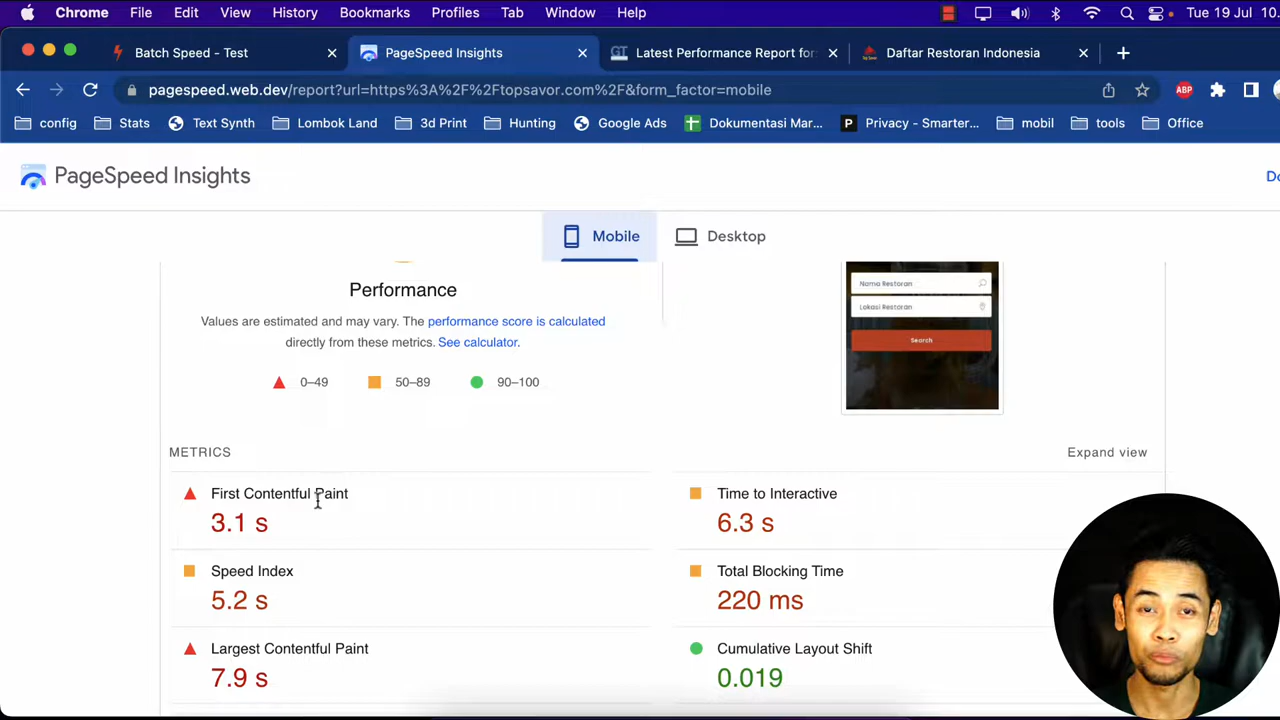 Chrome File Edit View History Bookmarks Profiles Tab Window Help Tue 19 Jul 10.
Batch Speed - Test PageSpeed Insights GT Latest Performance Report for: Daftar Restoran Indonesia
pagespeed.web.dev/report?url=https%3A%2F%2Ftopsavor.com%2F&form_factor=mobile ABP
config Stats Text Synth Lombok Land 3d Print Hunting Google Ads Dokumentasi Mar... P Privacy - Smarter... mobil tools Office
PageSpeed Insights
Mobile Desktop
Performance
Values are estimated and may vary. The performance score is calculated
directly from these metrics. See calculator.
0–49 50–89 90–100
Nama Restoran
Lokasi Restoran
Search
METRICS Expand view
First Contentful Paint
3.1 s
Time to Interactive
6.3 s
Speed Index
5.2 s
Total Blocking Time
220 ms
Largest Contentful Paint
7.9 s
Cumulative Layout Shift
0.019